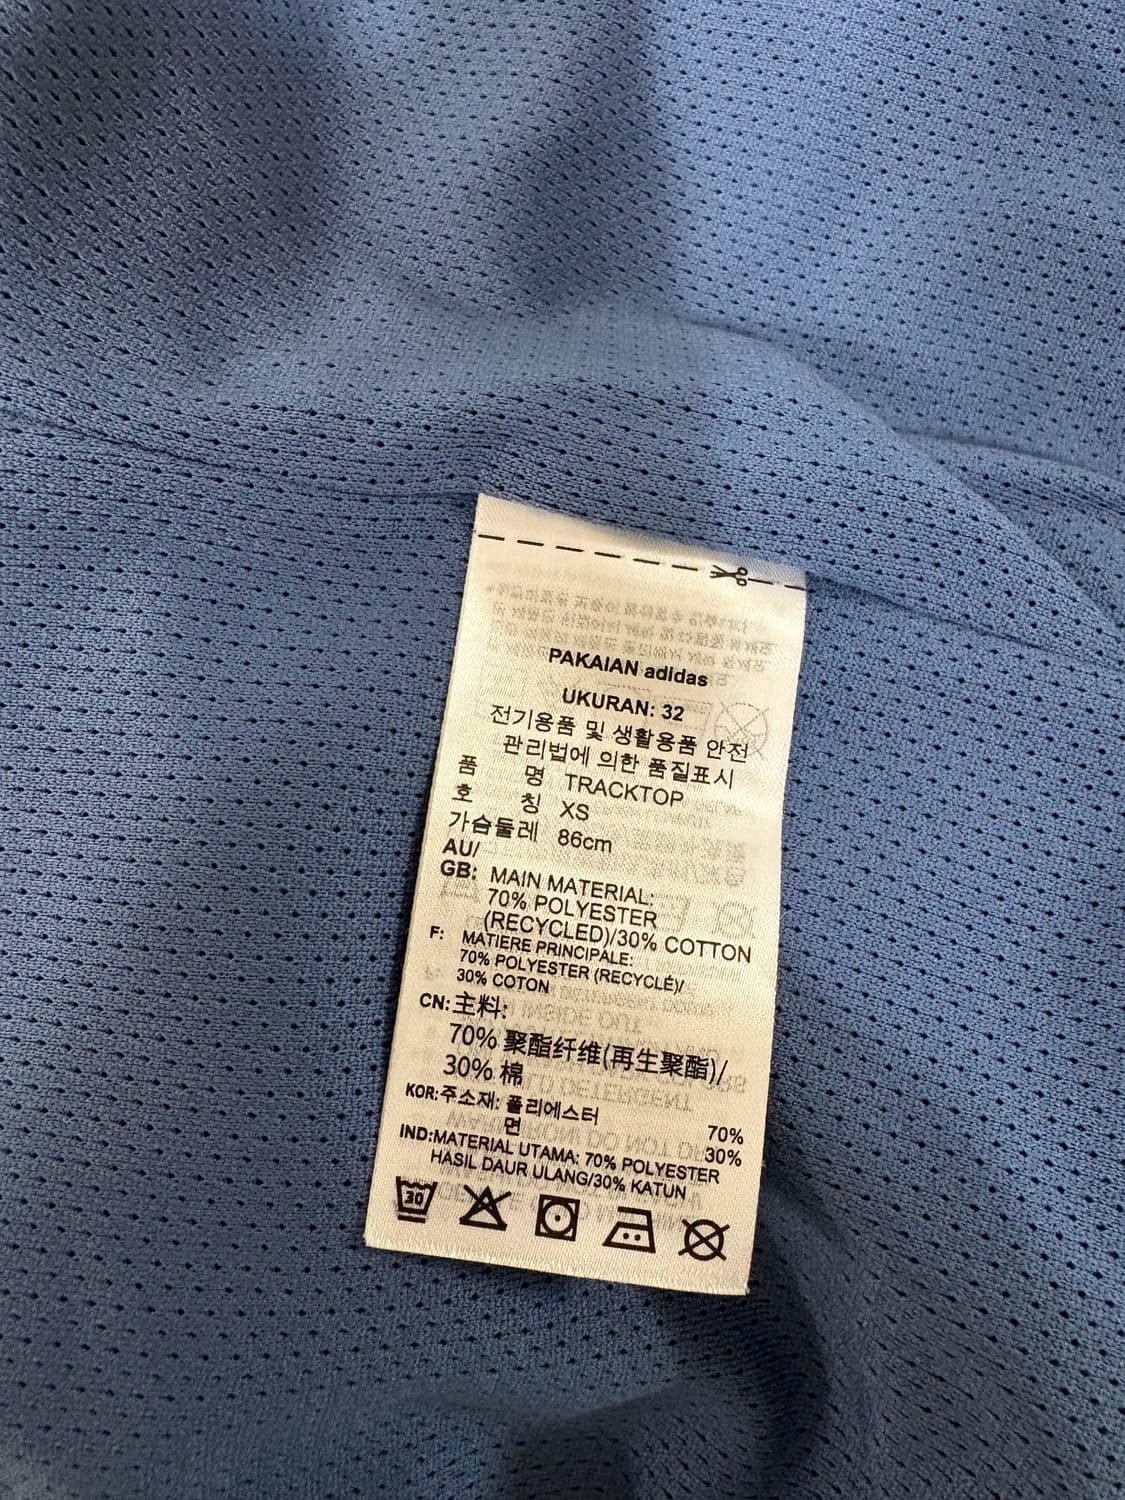 PAKAIAN adidas
UKURAN: 32
전기용품 및 생활용품 안전
관리법에 의한 품질표시
품 명 TRACKTOP
호 칭 XS
가슴둘레 86cm
AU/
GB: MAIN MATERIAL:
70% POLYESTER
(RECYCLED)/30% COTTON
F: MATIERE PRINCIPALE:
70% POLYESTER (RECYCLÉ)/
30% COTON
CN: 主料:
70% 聚酯纤维(再生聚酯)/
30% 棉
KOR: 주소재: 폴리에스터 70%
면 30%
IND: MATERIAL UTAMA: 70% POLYESTER
HASIL DAUR ULANG/30% KATUN
30